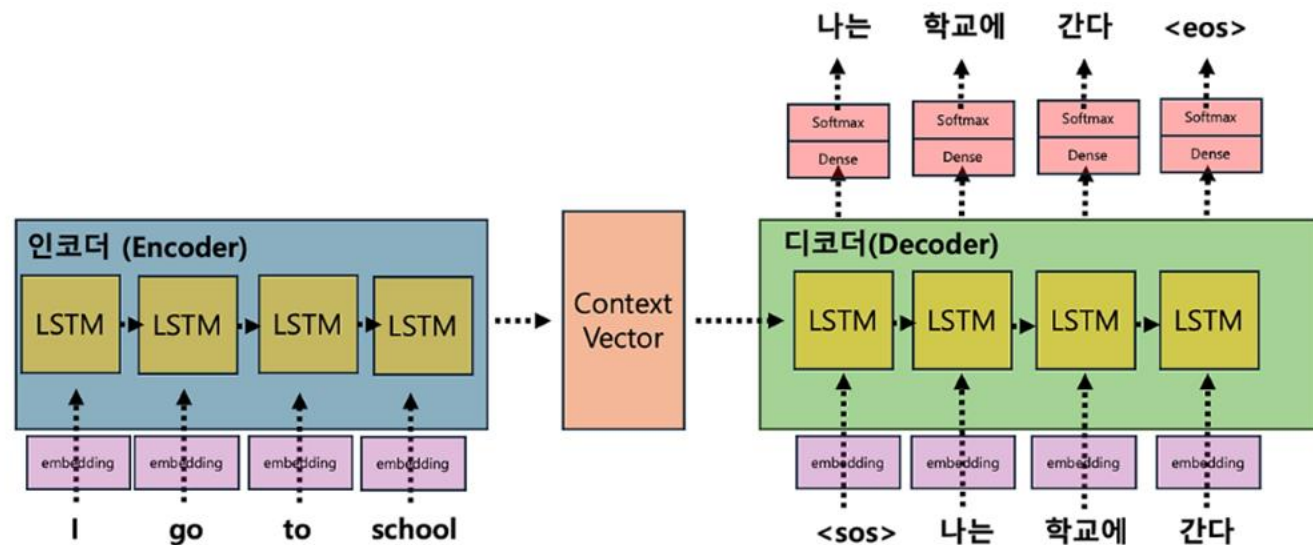 나는 학교에 간다 <eos>
Softmax Softmax Softmax Softmax
Dense Dense Dense Dense
인코더 (Encoder)
LSTM LSTM LSTM LSTM
Context
Vector
디코더(Decoder)
LSTM LSTM LSTM LSTM
embedding embedding embedding embedding
I go to school
embedding embedding embedding embedding
<sos> 나는 학교에 간다